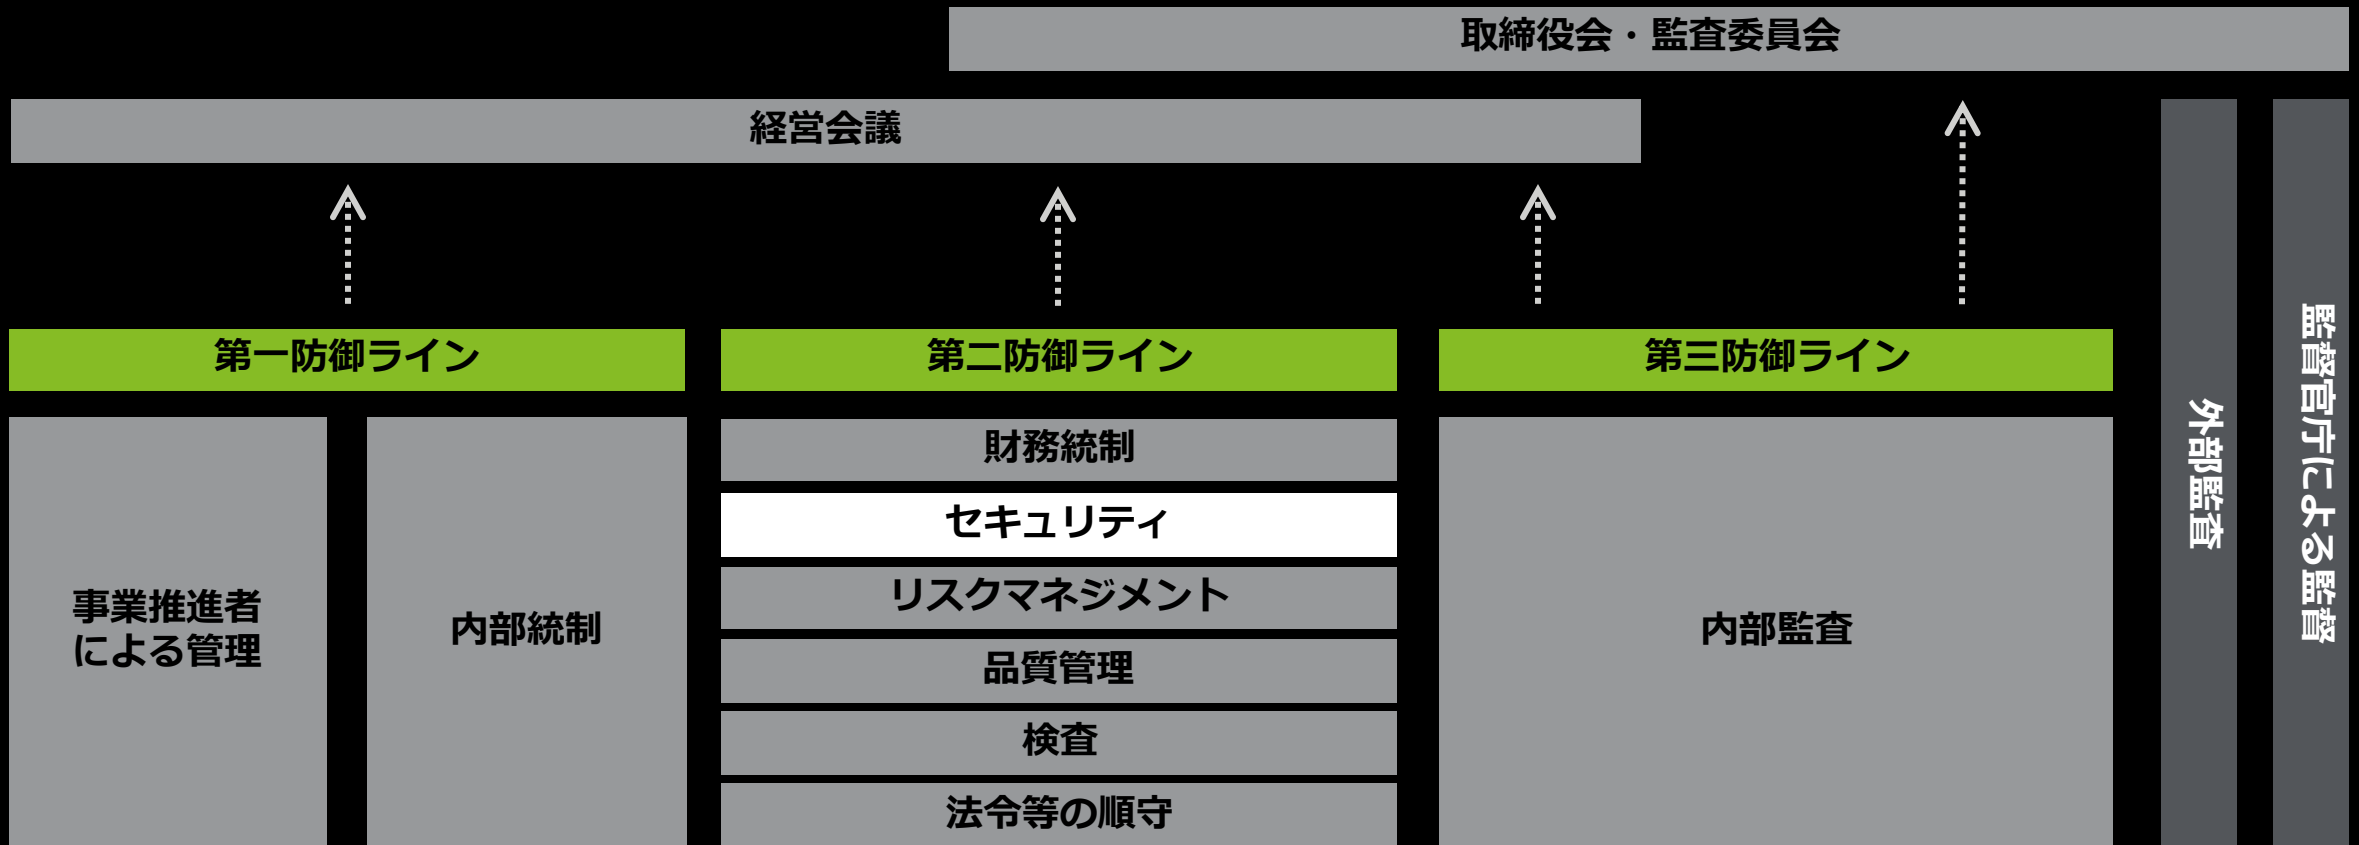 取締役会・監査委員会
経営会議
第一防御ライン
第二防御ライン
第三防御ライン
事業推進者
による管理
内部統制
財務統制
セキュリティ
リスクマネジメント
品質管理
検査
法令等の順守
内部監査
外部監査
監督官庁による監督